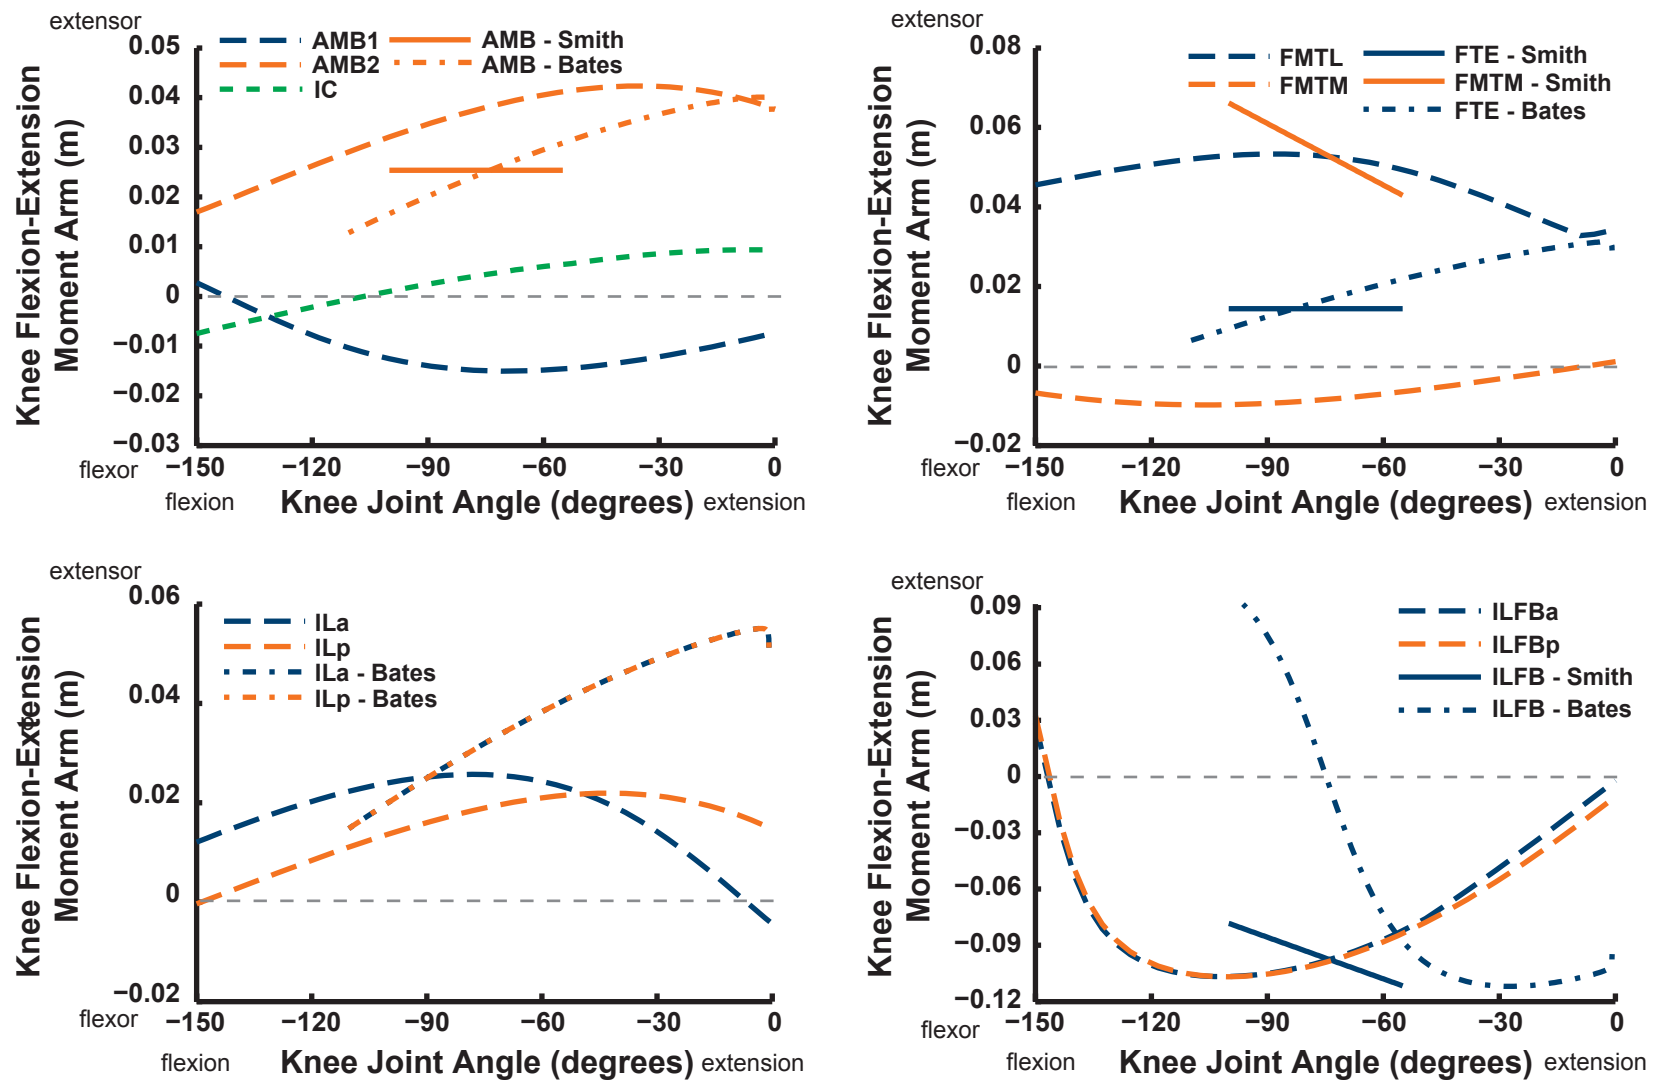 extensor
0.05
0.04
0.03
0.02
0.01
0
−0.01
−0.02
−0.03
AMB1
AMB2
IC
AMB - Smith
AMB - Bates
Knee Flexion-Extension
Moment Arm (m)
flexor
−150
−120
−90
−60
−30
0
flexion
Knee Joint Angle (degrees)
extension
extensor
0.08
0.06
0.04
0.02
0
−0.02
FMTL
FMTM
FTE - Smith
FMTM - Smith
FTE - Bates
Knee Flexion-Extension
Moment Arm (m)
flexor
−150
−120
−90
−60
−30
0
flexion
Knee Joint Angle (degrees)
extension
extensor
0.06
0.04
0.02
0
−0.02
ILa
ILp
ILa - Bates
ILp - Bates
Knee Flexion-Extension
Moment Arm (m)
flexor
−150
−120
−90
−60
−30
0
flexion
Knee Joint Angle (degrees)
extension
extensor
0.09
0.06
0.03
0
−0.03
−0.06
−0.09
−0.12
ILFBa
ILFBp
ILFB - Smith
ILFB - Bates
Knee Flexion-Extension
Moment Arm (m)
flexor
−150
−120
−90
−60
−30
0
flexion
Knee Joint Angle (degrees)
extension